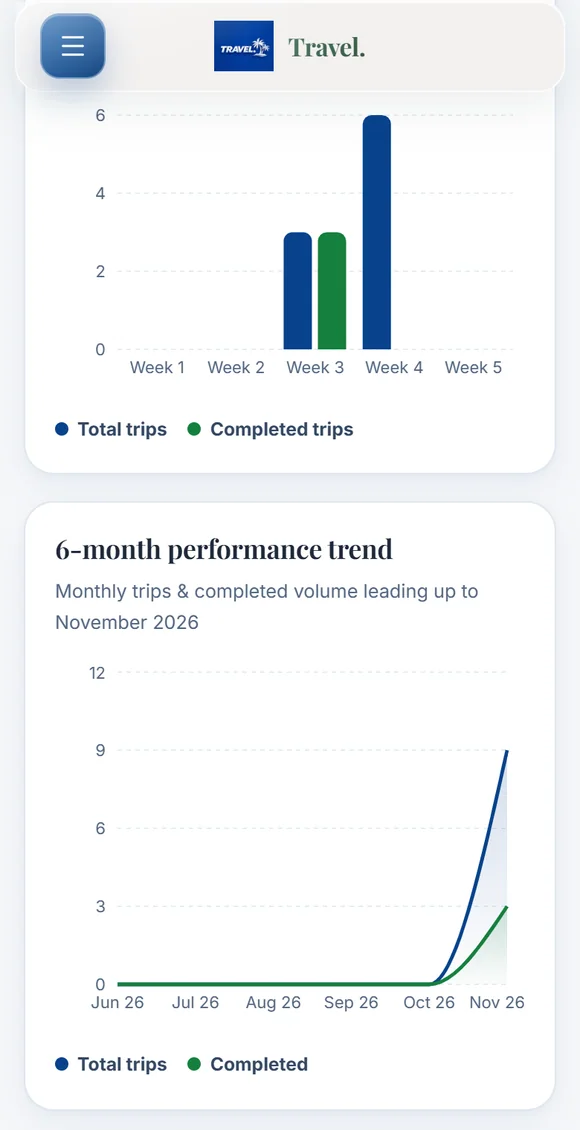 TRAVEL.
Travel.
6
4
2
0
Week 1 Week 2 Week 3 Week 4 Week 5
Total trips Completed trips
6-month performance trend
Monthly trips & completed volume leading up to
November 2026
12
9
6
3
0
Jun 26 Jul 26 Aug 26 Sep 26 Oct 26 Nov 26
Total trips Completed